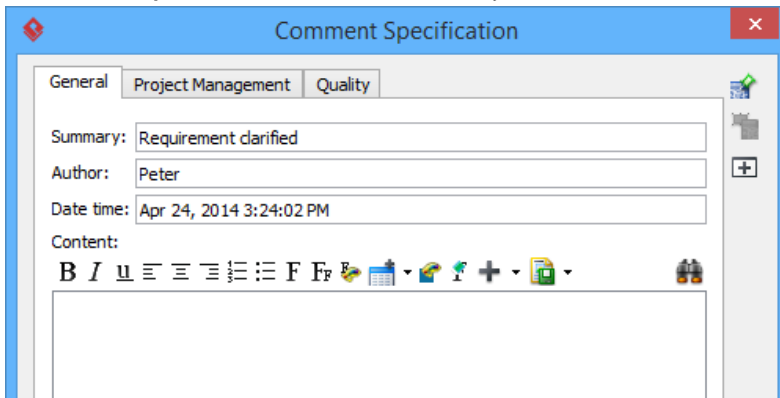 Comment Specification
General Project Management Quality
Summary: Requirement clarified
Author: Peter
Date time: Apr 24, 2014 3:24:02 PM
Content:
B I u F FF